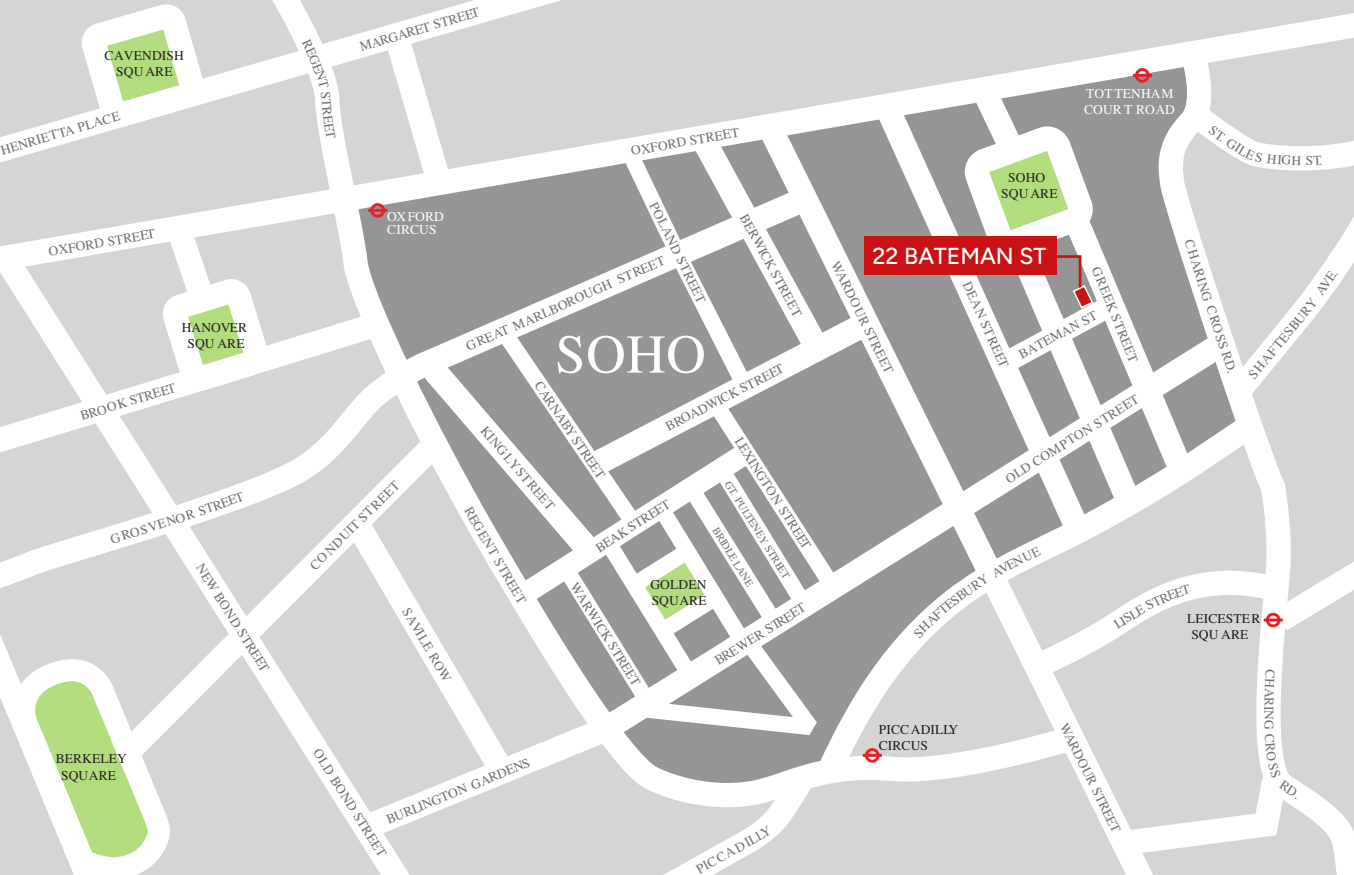 MARGARET STREET
CAVENDISH
SQUARE
REGENT STREET
HENRIETTA PLACE
TOTTENHAM
COURT ROAD
OXFORD STREET
ST. GILES HIGH ST.
SOHO
SQUARE
OXFORD
CIRCUS
OXFORD STREET
POLAND STREET
BERWICK STREET
22 BATEMAN ST
CHARING CROSS RD.
GREAT MARLBOROUGH STREET
WARDOUR STREET
DEAN STREET
GREEK STREET
SHAFTESBURY AVE.
HANOVER
SQUARE
BATEMAN ST
SOHO
BROOK STREET
CARNABY STREET
BROADWICK STREET
KINGLY STREET
OLD COMPTON STREET
LEXINGTON STREET
GROSVENOR STREET
CONDUIT STREET
REGENT STREET
BEAK STREET
GT. PULTENEY STREET
BRIDLE LANE
NEW BOND STREET
WARWICK STREET
GOLDEN
SQUARE
SHAFTESBURY AVENUE
LISLE STREET
SAVILE ROW
BREWER STREET
LEICESTER
SQUARE
CHARING CROSS RD.
PICCADILLY
CIRCUS
WARDOUR STREET
BERKELEY
SQUARE
OLD BOND STREET
BURLINGTON GARDENS
PICCADILLY